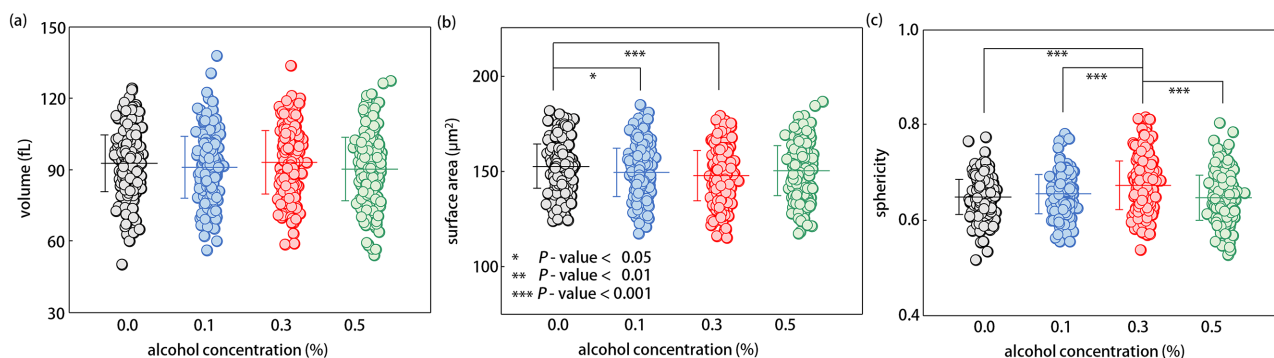 (a)
150
120
90
60
30
volume (fL)
0.0 0.1 0.3 0.5
alcohol concentration (%)
(b)
200
150
100
surface area (µm²)
***
*
* P - value < 0.05
** P - value < 0.01
*** P - value < 0.001
0.0 0.1 0.3 0.5
alcohol concentration (%)
(c)
1.0
0.8
0.6
0.4
sphericity
***
***
***
0.0 0.1 0.3 0.5
alcohol concentration (%)